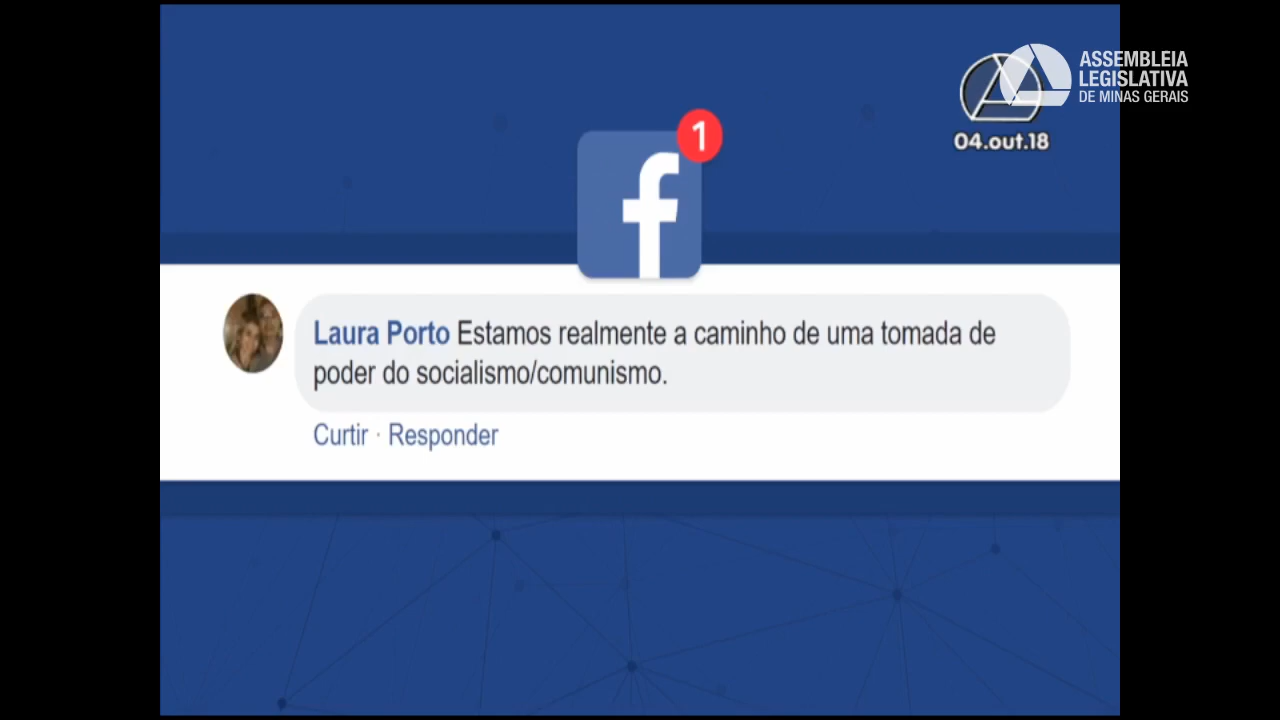 ASSEMBLEIA
LEGISLATIVA
DE MINAS GERAIS
04.out.18
1
f
Laura Porto Estamos realmente a caminho de uma tomada de
poder do socialismo/comunismo.
Curtir · Responder